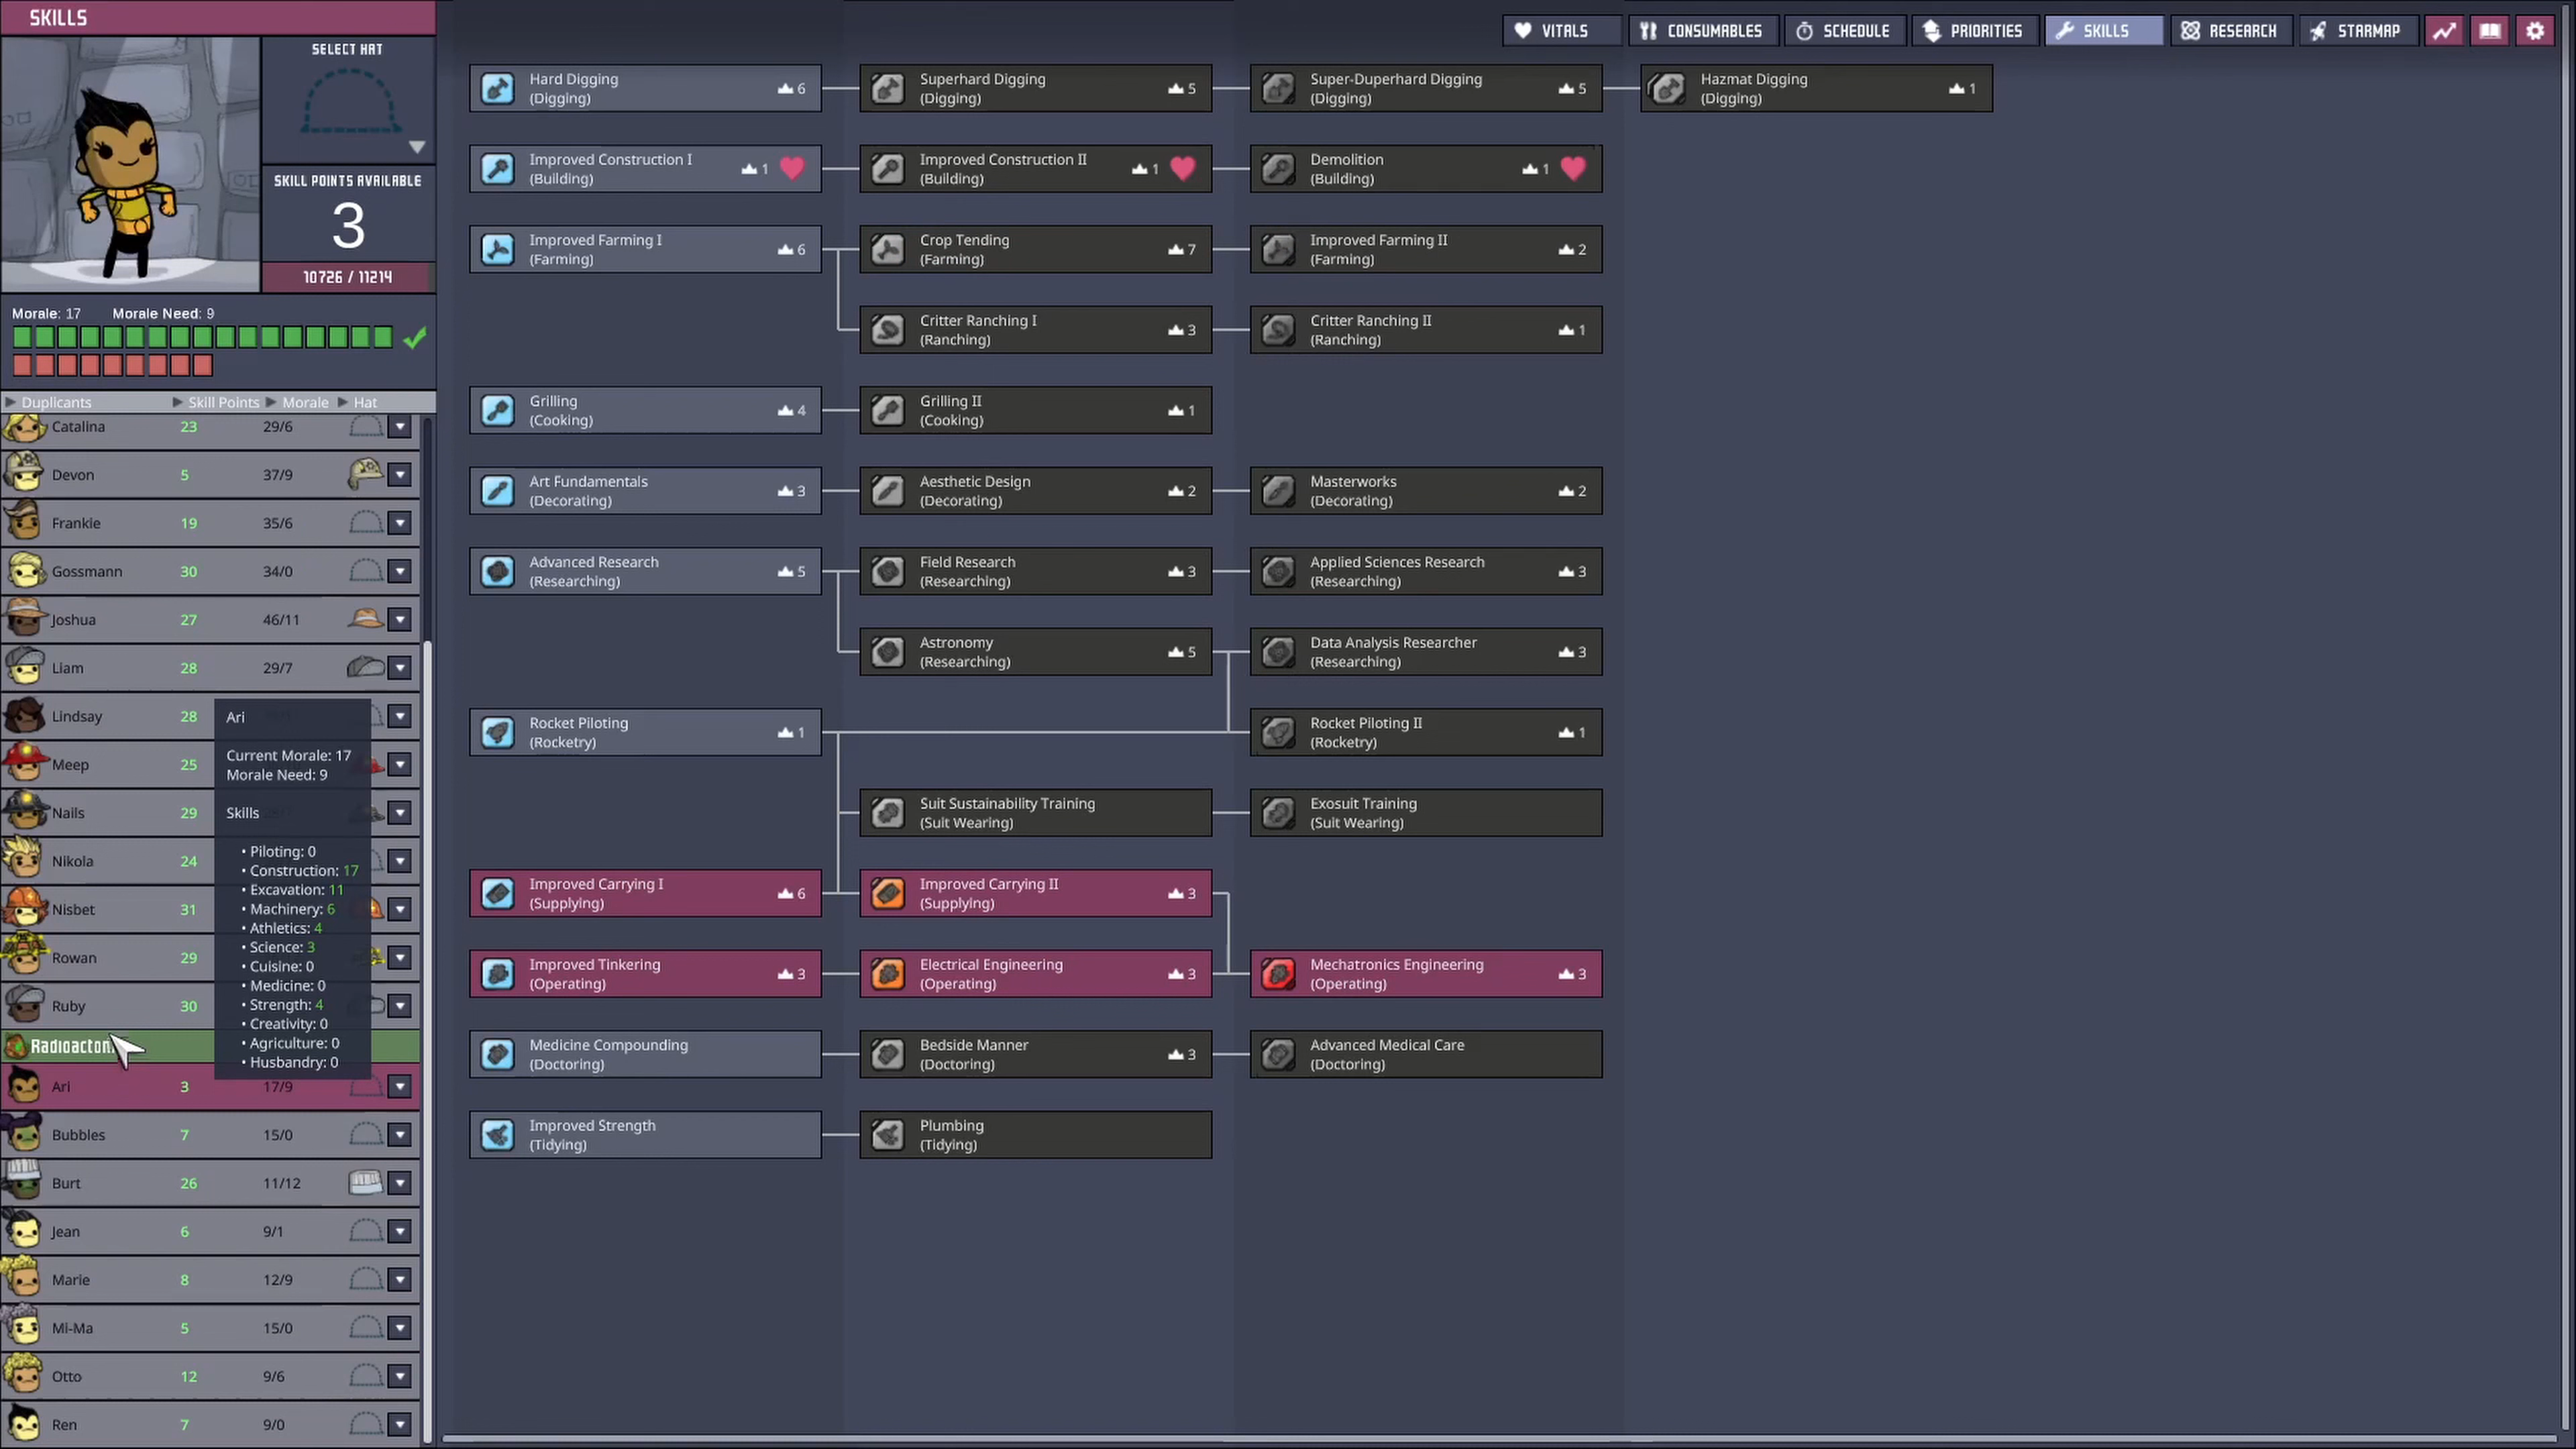 SKILLS
VITALS CONSUMABLES SCHEDULE PRIORITIES SKILLS RESEARCH STARMAP
SELECT HAT
SKILL POINTS AVAILABLE
3
10726 / 11214
Morale: 17 Morale Need: 9
Duplicants Skill Points Morale Hat
Catalina 23 29/6
Devon 5 37/9
Frankie 19 35/6
Gossmann 30 34/0
Joshua 27 46/11
Liam 28 29/7
Lindsay 28
Meep 25
Nails 29
Nikola 24
Nisbet 31
Rowan 29
Ruby 30
Ari 3 17/9
Bubbles 7 15/0
Burt 26 11/12
Jean 6 9/1
Marie 8 12/9
Mi-Ma 5 15/0
Otto 12 9/6
Ren 7 9/0
Ari
Current Morale: 17
Morale Need: 9
Skills
• Piloting: 0
• Construction: 17
• Excavation: 11
• Machinery: 6
• Athletics: 4
• Science: 3
• Cuisine: 0
• Medicine: 0
• Strength: 4
• Creativity: 0
• Agriculture: 0
• Husbandry: 0
Hard Digging 6
(Digging)
Superhard Digging 5
(Digging)
Super-Duperhard Digging 5
(Digging)
Hazmat Digging 1
(Digging)
Improved Construction I 1
(Building)
Improved Construction II 1
(Building)
Demolition 1
(Building)
Improved Farming I 6
(Farming)
Crop Tending 7
(Farming)
Improved Farming II 2
(Farming)
Critter Ranching I 3
(Ranching)
Critter Ranching II 1
(Ranching)
Grilling 4
(Cooking)
Grilling II 1
(Cooking)
Art Fundamentals 3
(Decorating)
Aesthetic Design 2
(Decorating)
Masterworks 2
(Decorating)
Advanced Research 5
(Researching)
Field Research 3
(Researching)
Applied Sciences Research 3
(Researching)
Astronomy 5
(Researching)
Data Analysis Researcher 3
(Researching)
Rocket Piloting 1
(Rocketry)
Rocket Piloting II 1
(Rocketry)
Suit Sustainability Training
(Suit Wearing)
Exosuit Training
(Suit Wearing)
Improved Carrying I 6
(Supplying)
Improved Carrying II 3
(Supplying)
Improved Tinkering 3
(Operating)
Electrical Engineering 3
(Operating)
Mechatronics Engineering 3
(Operating)
Medicine Compounding
(Doctoring)
Bedside Manner 3
(Doctoring)
Advanced Medical Care
(Doctoring)
Improved Strength
(Tidying)
Plumbing
(Tidying)